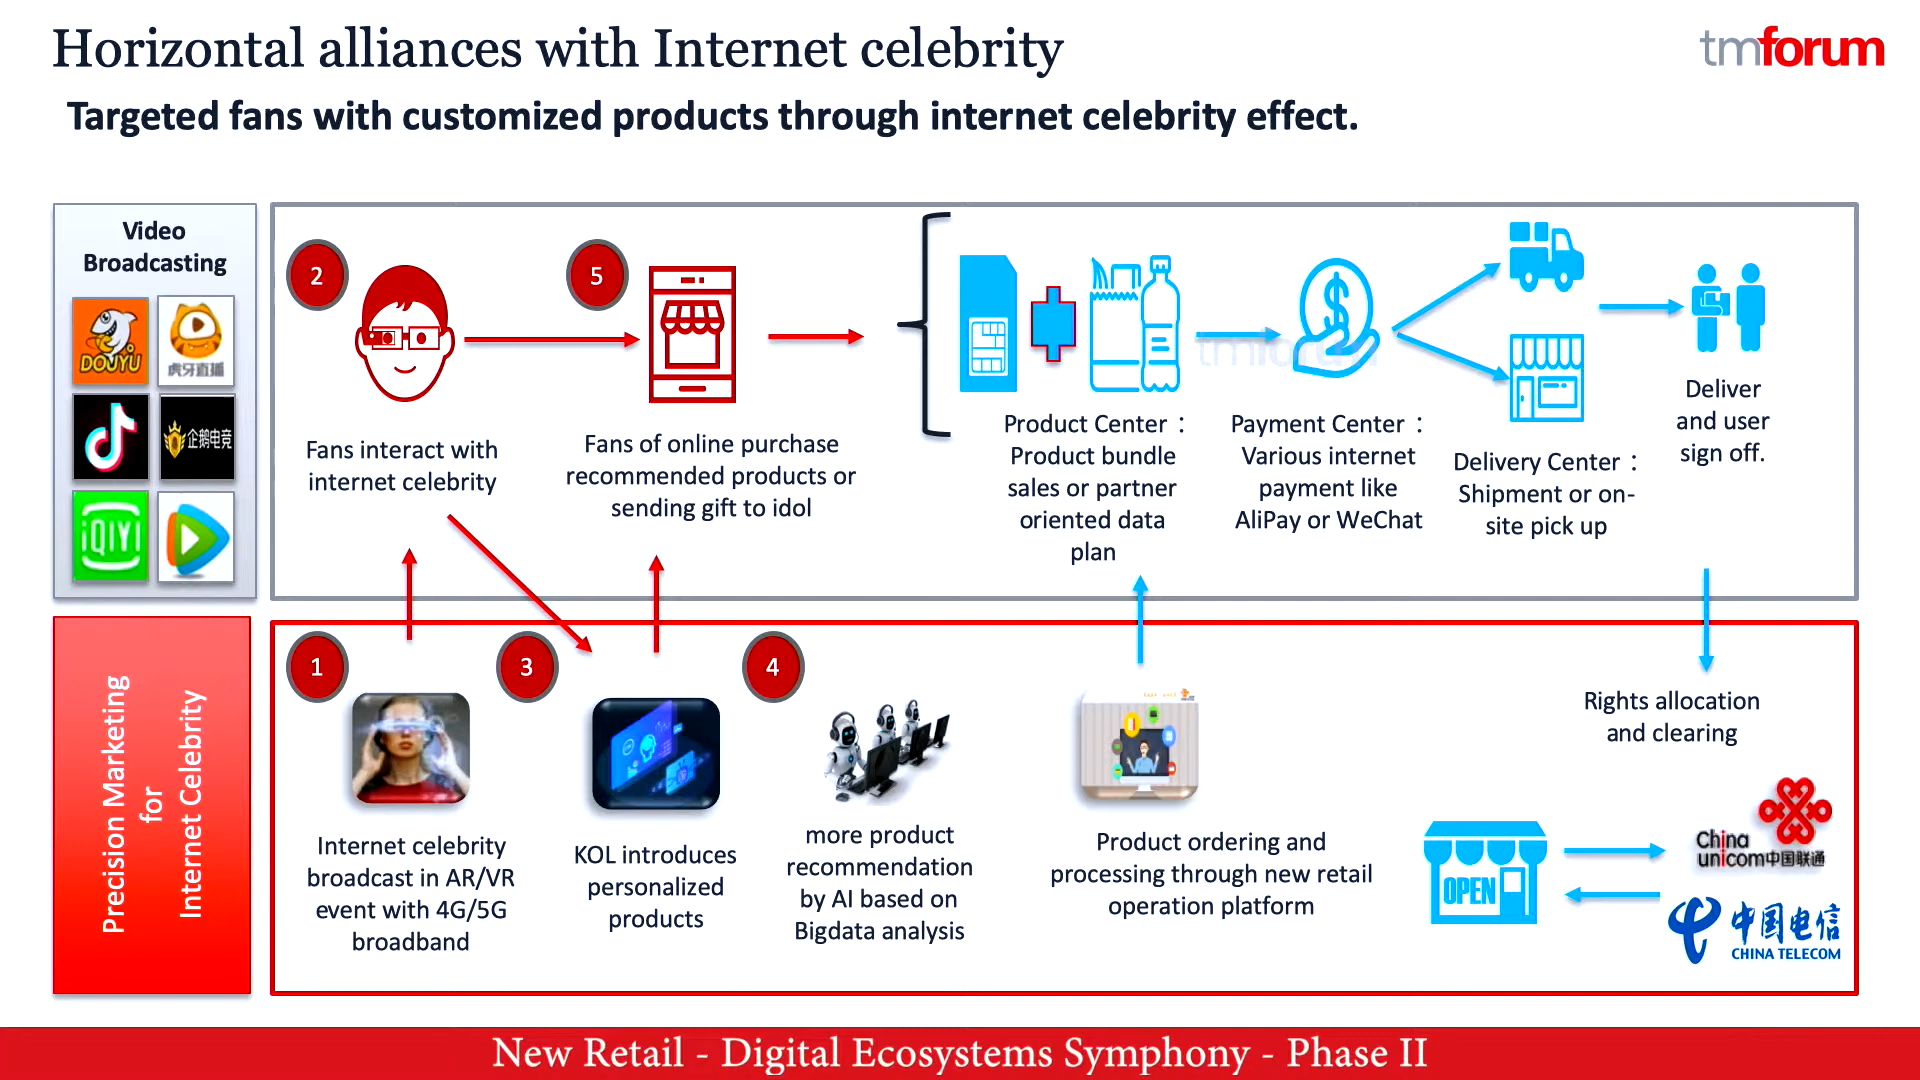 Horizontal alliances with Internet celebrity
tmforum
Targeted fans with customized products through internet celebrity effect.
Video
Broadcasting
DOUYU
虎牙直播
企鹅电竞
iQIYI
2
Fans interact with
internet celebrity
5
Fans of online purchase
recommended products or
sending gift to idol
Product Center：
Product bundle
sales or partner
oriented data
plan
tmforum
Payment Center：
Various internet
payment like
AliPay or WeChat
Delivery Center：
Shipment or on-
site pick up
Deliver
and user
sign off.
Precision Marketing
for
Internet Celebrity
1
Internet celebrity
broadcast in AR/VR
event with 4G/5G
broadband
3
KOL introduces
personalized
products
4
more product
recommendation
by AI based on
Bigdata analysis
Product ordering and
processing through new retail
operation platform
Rights allocation
and clearing
OPEN
China
unicom中国联通
中国电信
CHINA TELECOM
New Retail - Digital Ecosystems Symphony - Phase II